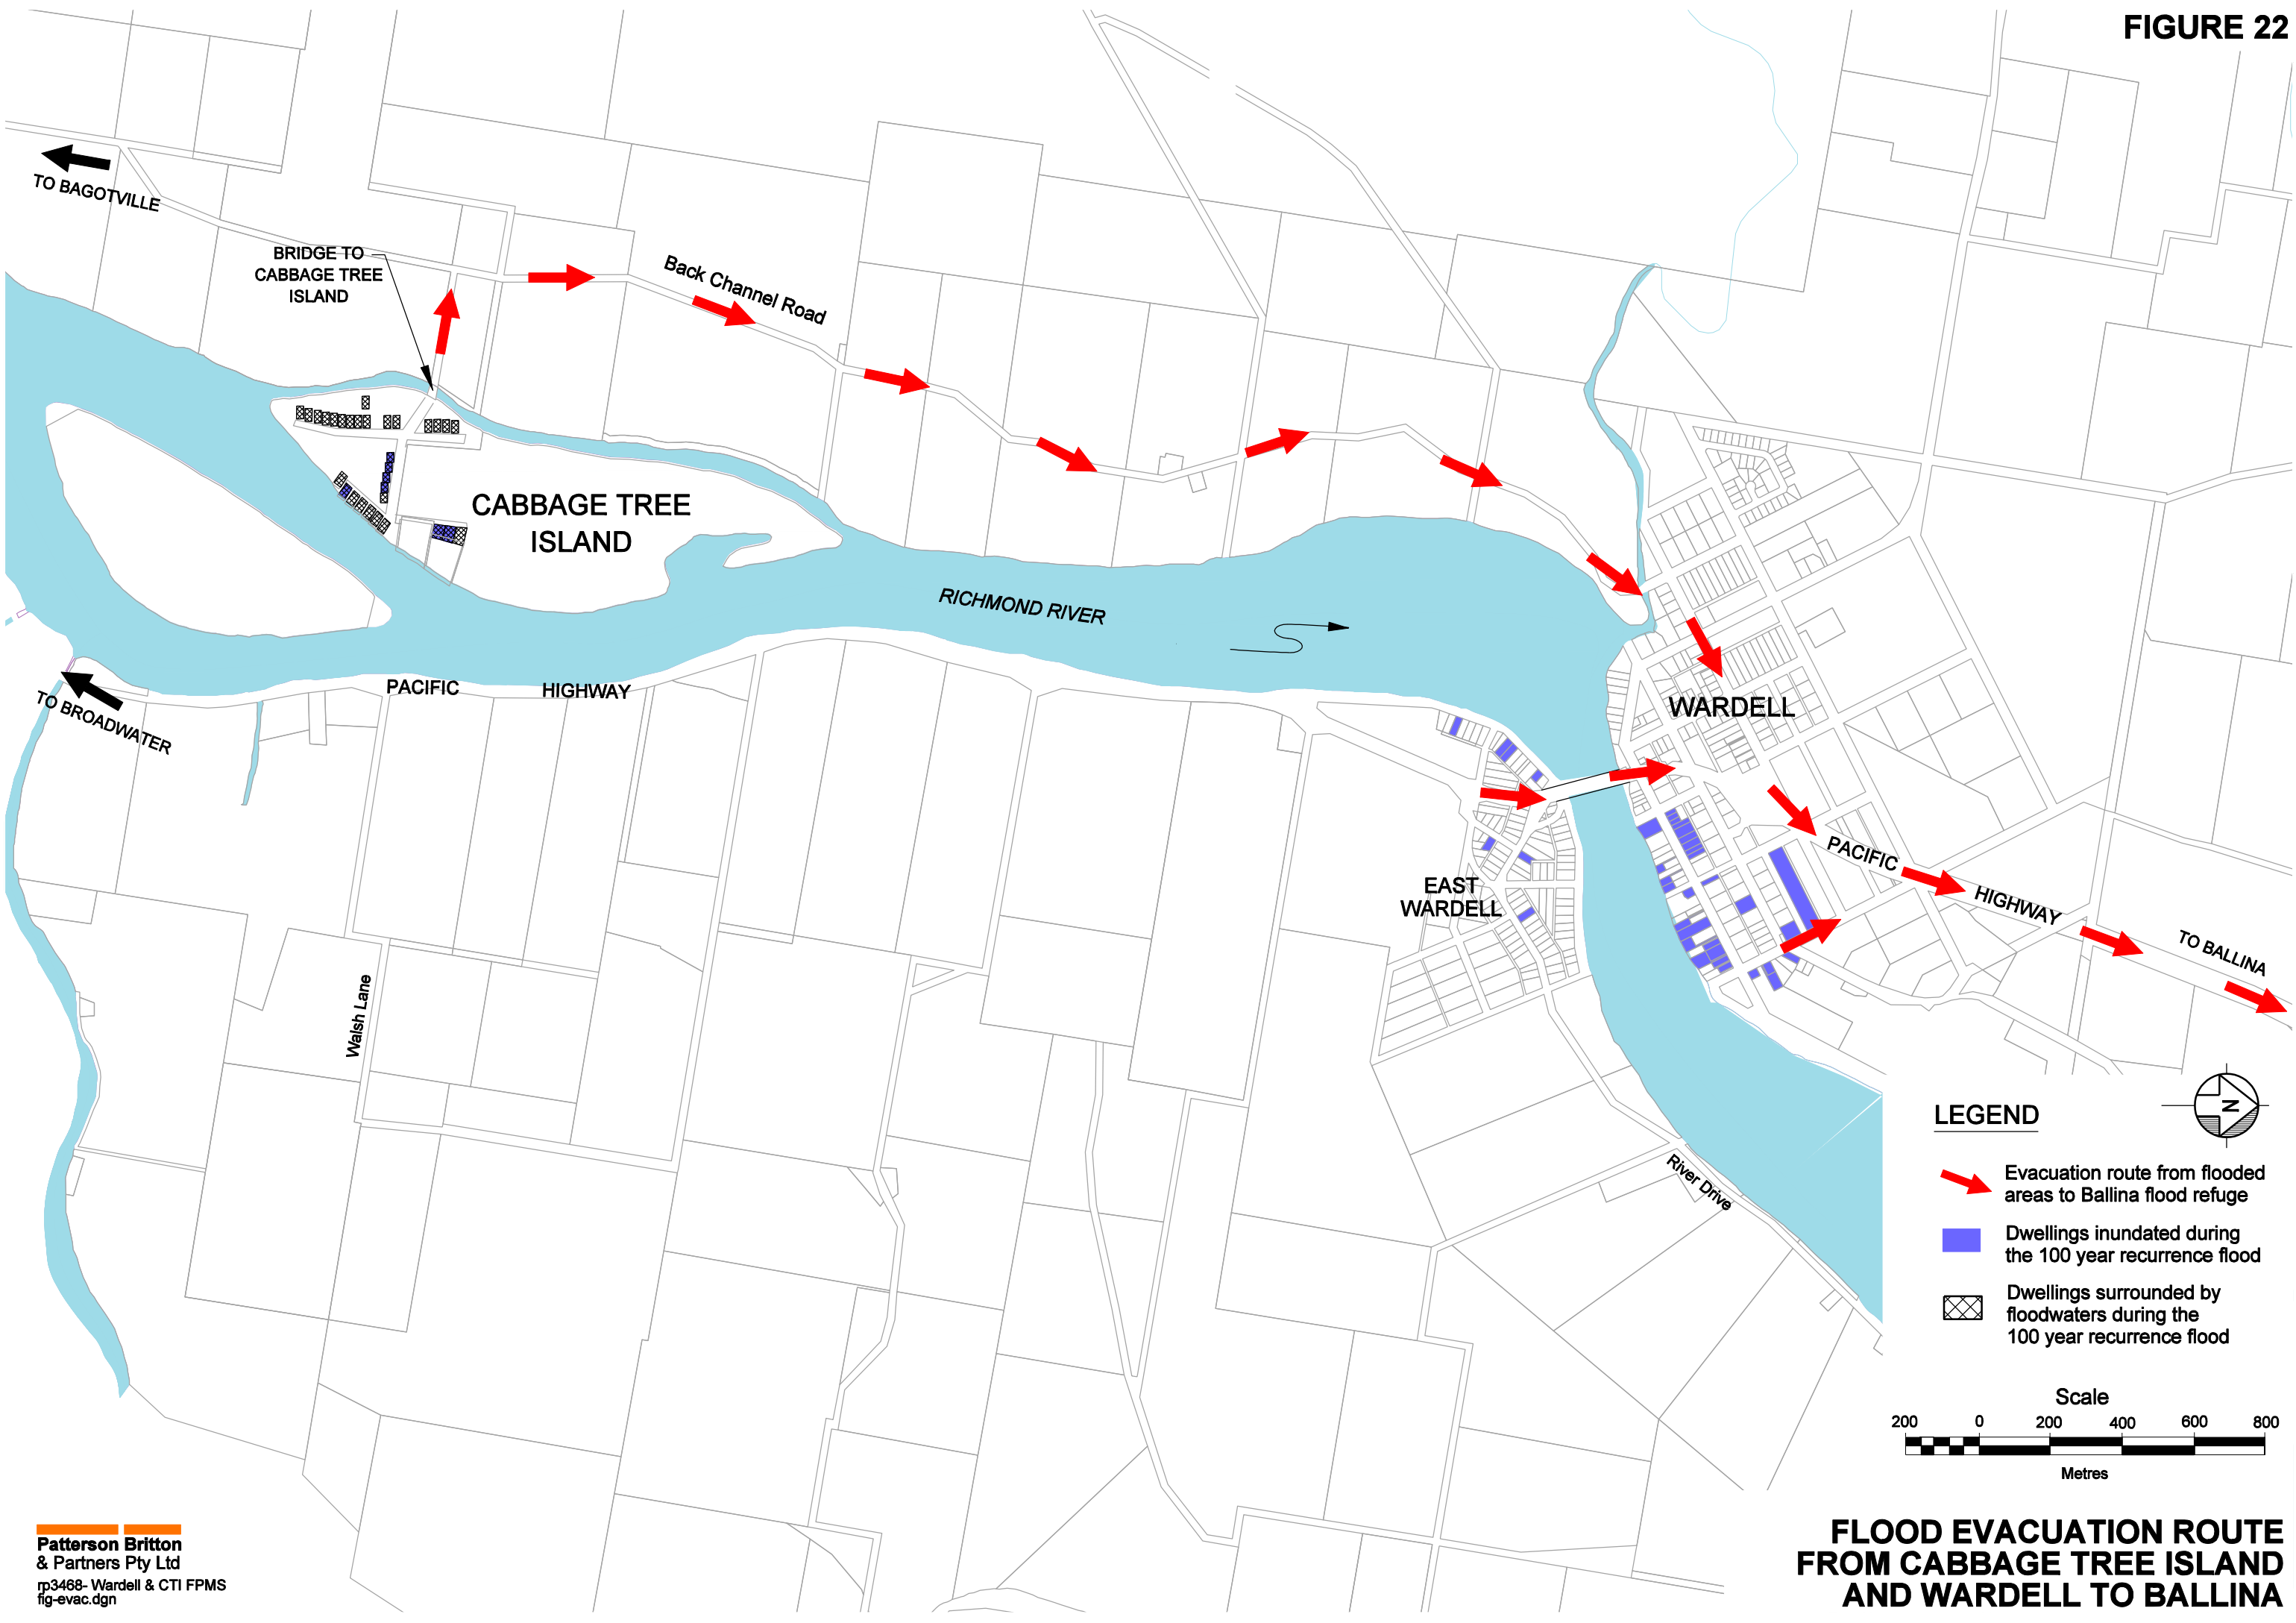 FIGURE 22
TO BAGOTVILLE
BRIDGE TO
CABBAGE TREE
ISLAND
Back Channel Road
CABBAGE TREE
ISLAND
RICHMOND RIVER
PACIFIC HIGHWAY
TO BROADWATER
WARDELL
EAST
WARDELL
PACIFIC HIGHWAY
TO BALLINA
Walsh Lane
River Drive
LEGEND
N
Evacuation route from flooded
areas to Ballina flood refuge
Dwellings inundated during
the 100 year recurrence flood
Dwellings surrounded by
floodwaters during the
100 year recurrence flood
Scale
200 0 200 400 600 800
Metres
Patterson Britton
& Partners Pty Ltd
rp3468- Wardell & CTI FPMS
fig-evac.dgn
FLOOD EVACUATION ROUTE
FROM CABBAGE TREE ISLAND
AND WARDELL TO BALLINA